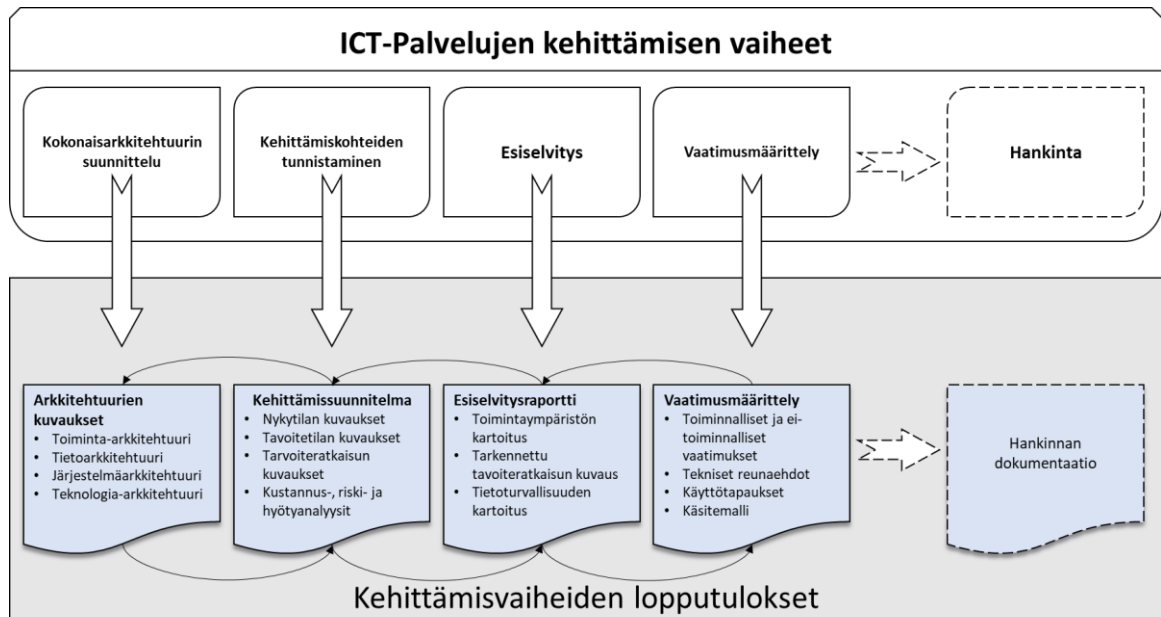 ICT-Palvelujen kehittämisen vaiheet
Kokonaisarkkitehtuurin
suunnittelu
Kehittämiskohteiden
tunnistaminen
Esiselvitys
Vaatimusmäärittely
Hankinta
Arkkitehtuurien
kuvaukset
• Toiminta-arkkitehtuuri
• Tietoarkkitehtuuri
• Järjestelmäarkkitehtuuri
• Teknologia-arkkitehtuuri
Kehittämissuunnitelma
• Nykytilan kuvaukset
• Tavoitetilan kuvaukset
• Tarvoiteratkaisun
kuvaukset
• Kustannus-, riski- ja
hyötyanalyysit
Esiselvitysraportti
• Toimintaympäristön
kartoitus
• Tarkennettu
tavoiteratkaisun kuvaus
• Tietoturvallisuuden
kartoitus
Vaatimusmäärittely
• Toiminnalliset ja ei-
toiminnalliset
vaatimukset
• Tekniset reunaehdot
• Käyttötapaukset
• Käsitemalli
Hankinnan
dokumentaatio
Kehittämisvaiheiden lopputulokset